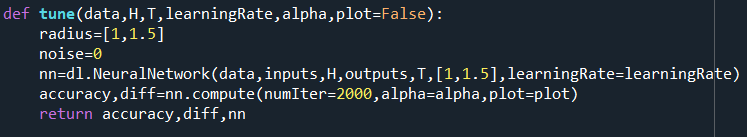 def tune(data,H,T,learningRate,alpha,plot=False):
    radius=[1,1.5]
    noise=0
    nn=dl.NeuralNetwork(data,inputs,H,outputs,T,[1,1.5],learningRate=learningRate)
    accuracy,diff=nn.compute(numIter=2000,alpha=alpha,plot=plot)
    return accuracy,diff,nn